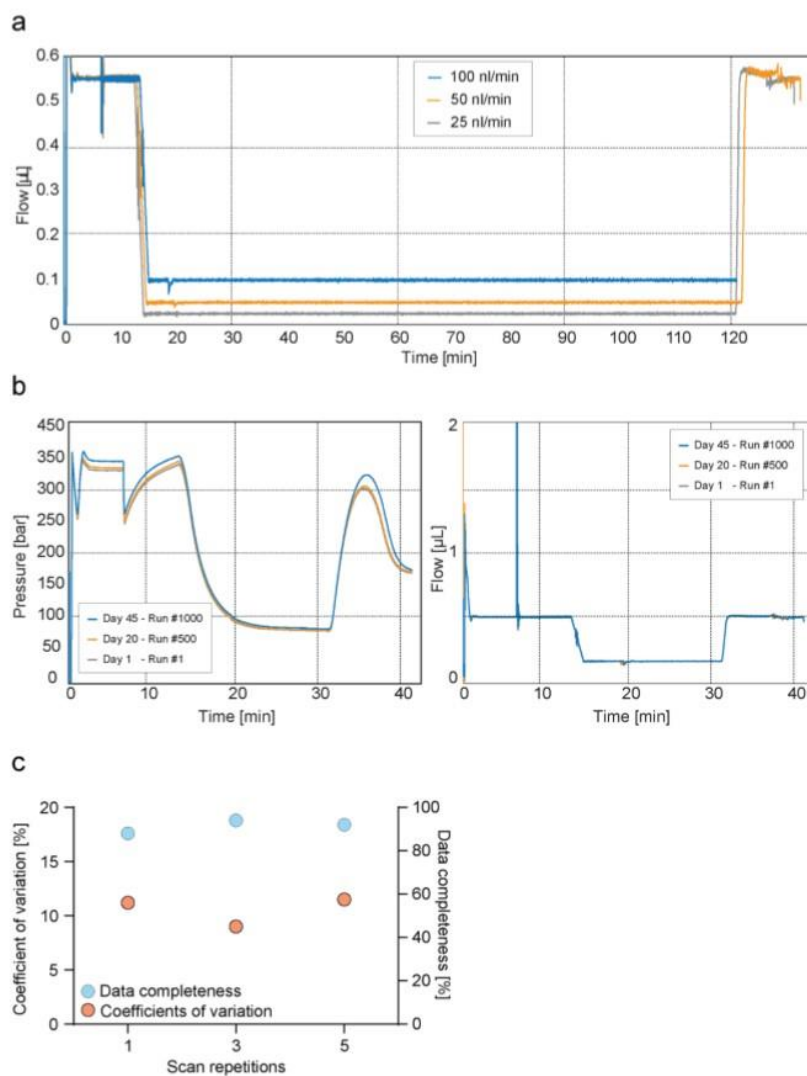 a
0.6
0.5
0.4
0.3
0.2
0.1
0
Flow [µL]
100 nl/min
50 nl/min
25 nl/min
0 10 20 30 40 50 60 70 80 90 100 110 120
Time [min]
b
450
400
350
300
250
200
150
100
50
0
Pressure [bar]
Day 45 - Run #1000
Day 20 - Run #500
Day 1 - Run #1
0 10 20 30 40
Time [min]
2
1
0
Flow [µL]
Day 45 - Run #1000
Day 20 - Run #500
Day 1 - Run #1
0 10 20 30 40
Time [min]
c
20
15
10
5
0
Coefficient of variation [%]
100
80
60
40
20
0
Data completeness [%]
Data completeness
Coefficients of variation
1 3 5
Scan repetitions